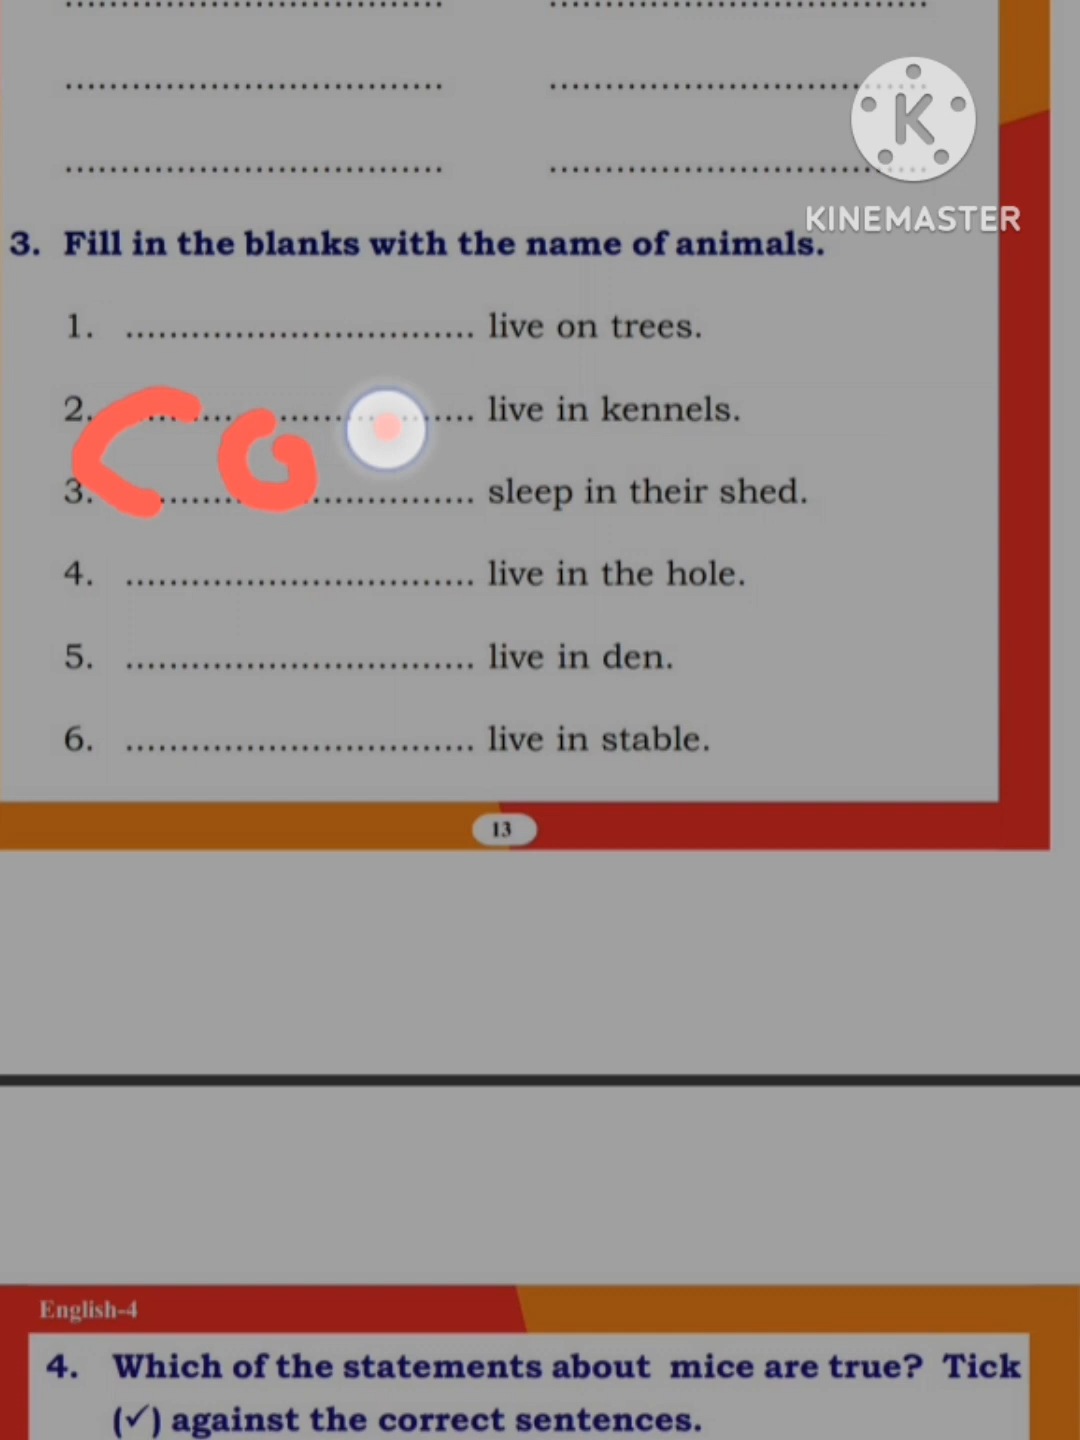 K
KINEMASTER
3. Fill in the blanks with the name of animals.
1. ................................ live on trees.
2. ................................ live in kennels.
co
3. ................................ sleep in their shed.
4. ................................ live in the hole.
5. ................................ live in den.
6. ................................ live in stable.
13
English-4
4. Which of the statements about mice are true? Tick
(✓) against the correct sentences.